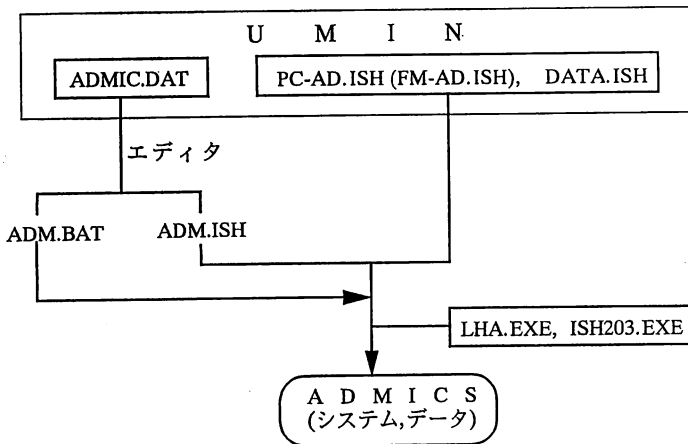 U M I N
ADMIC.DAT
PC-AD.ISH (FM-AD.ISH), DATA.ISH
エディタ
ADM.BAT
ADM.ISH
LHA.EXE, ISH203.EXE
A D M I C S
(システム,データ)